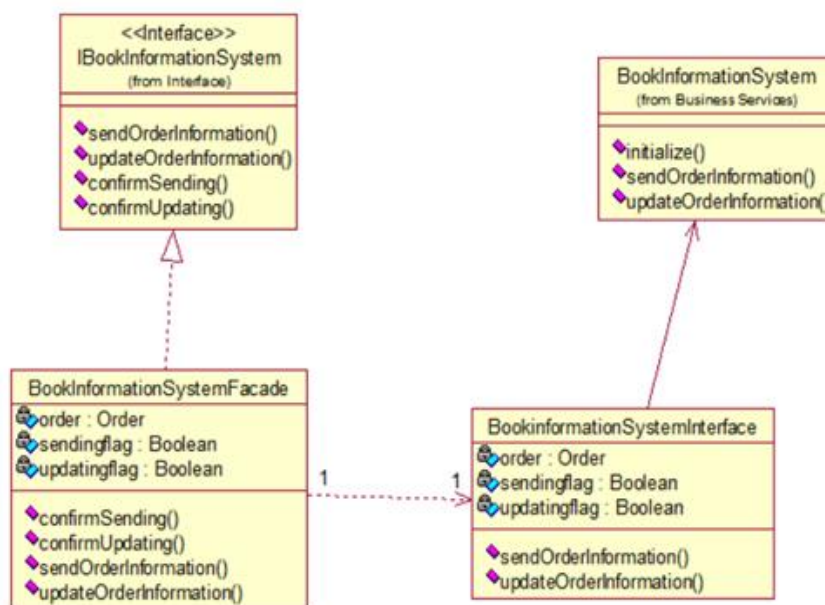 <<Interface>>
IBookInformationSystem
(from Interface)
sendOrderInformation()
updateOrderInformation()
confirmSending()
confirmUpdating()
BookInformationSystem
(from Business Services)
initialize()
sendOrderInformation()
updateOrderInformation()
BookInformationSystemFacade
order : Order
sendingflag : Boolean
updatingflag : Boolean
confirmSending()
confirmUpdating()
sendOrderInformation()
updateOrderInformation()
1
1
BookinformationSystemInterface
order : Order
sendingflag : Boolean
updatingflag : Boolean
sendOrderInformation()
updateOrderInformation()